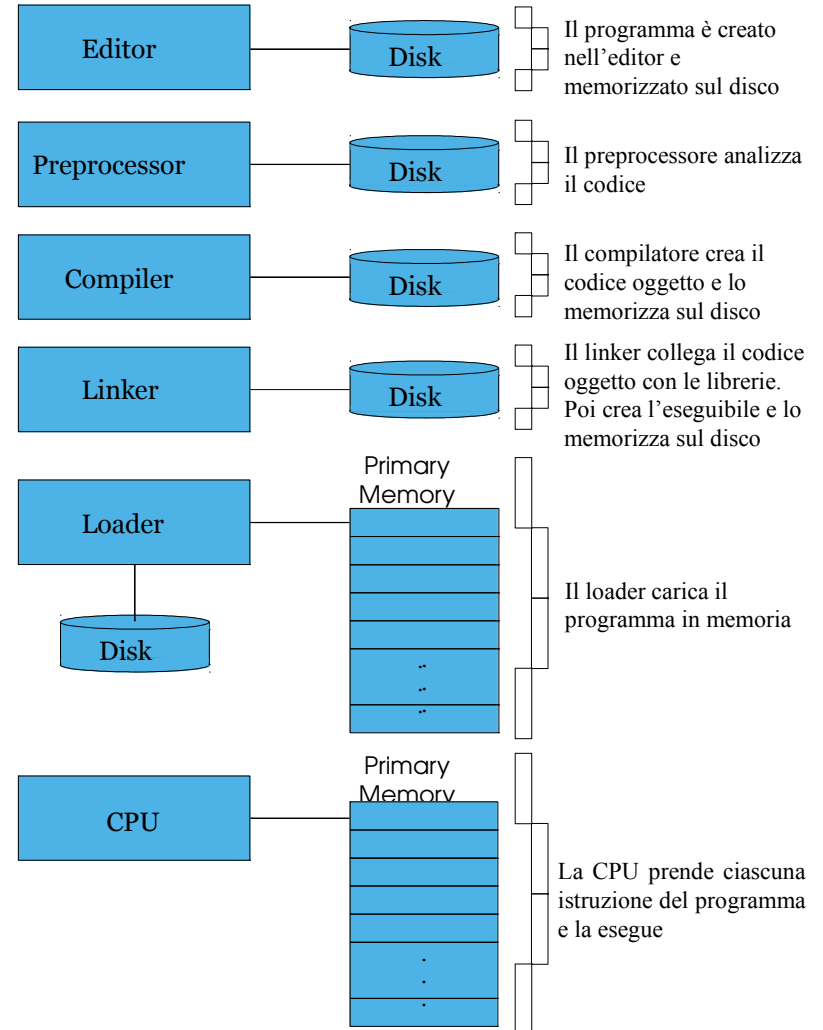 Editor
Disk
Il programma è creato
nell'editor e
memorizzato sul disco
Preprocessor
Disk
Il preprocessore analizza
il codice
Compiler
Disk
Il compilatore crea il
codice oggetto e lo
memorizza sul disco
Linker
Disk
Il linker collega il codice
oggetto con le librerie.
Poi crea l'eseguibile e lo
memorizza sul disco
Loader
Disk
Primary
Memory
Il loader carica il
programma in memoria
CPU
Primary
Memory
La CPU prende ciascuna
istruzione del programma
e la esegue